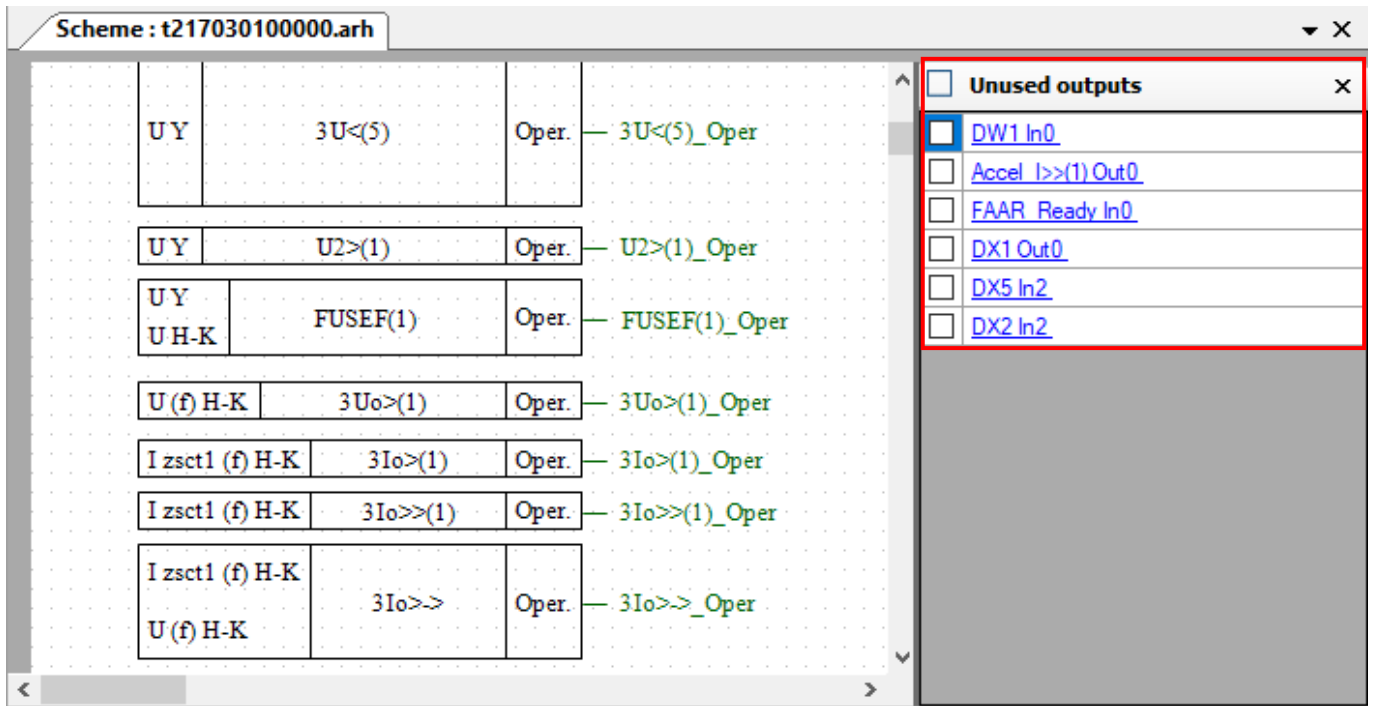 Scheme : t217030100000.arh
U Y 3U<(5) Oper. 3U<(5)_Oper
U Y U2>(1) Oper. U2>(1)_Oper
U Y
U H-K
FUSEF(1) Oper. FUSEF(1)_Oper
U (f) H-K 3Uo>(1) Oper. 3Uo>(1)_Oper
I zsct1 (f) H-K 3Io>(1) Oper. 3Io>(1)_Oper
I zsct1 (f) H-K 3Io>>(1) Oper. 3Io>>(1)_Oper
I zsct1 (f) H-K
U (f) H-K
3Io>-> Oper. 3Io>->_Oper
Unused outputs
DW1 In0
Accel_I>>(1) Out0
FAAR_Ready In0
DX1 Out0
DX5 In2
DX2 In2